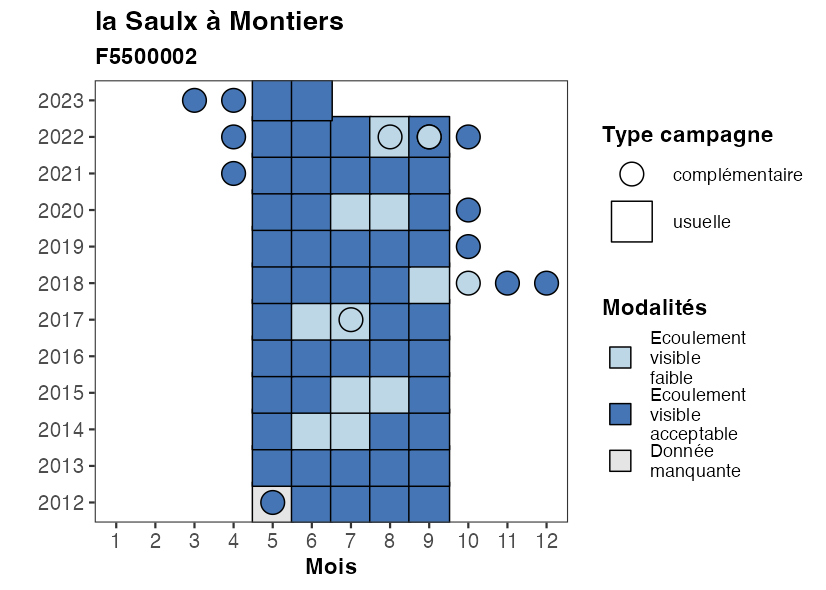 la Saulx à Montiers
F5500002
2023
2022
2021
2020
2019
2018
2017
2016
2015
2014
2013
2012
1 2 3 4 5 6 7 8 9 10 11 12
Mois
Type campagne
complémentaire
usuelle
Modalités
Ecoulement
visible
faible
Ecoulement
visible
acceptable
Donnée
manquante